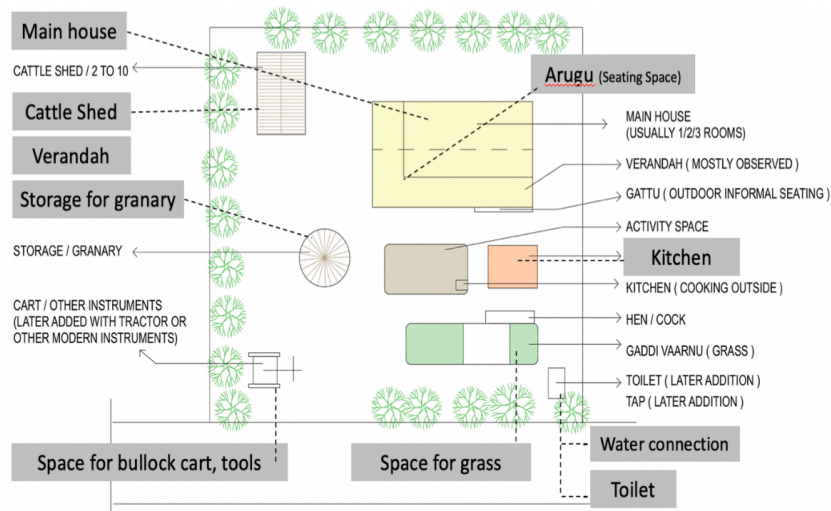 Main house
CATTLE SHED / 2 TO 10
Cattle Shed
Verandah
Storage for granary
STORAGE / GRANARY
CART / OTHER INSTRUMENTS
(LATER ADDED WITH TRACTOR OR
OTHER MODERN INSTRUMENTS)
Space for bullock cart, tools
Space for grass
Arugu (Seating Space)
MAIN HOUSE
(USUALLY 1/2/3 ROOMS)
VERANDAH ( MOSTLY OBSERVED )
GATTU ( OUTDOOR INFORMAL SEATING )
ACTIVITY SPACE
Kitchen
KITCHEN ( COOKING OUTSIDE )
HEN / COCK
GADDI VAARNU ( GRASS )
TOILET ( LATER ADDITION )
TAP ( LATER ADDITION )
Water connection
Toilet